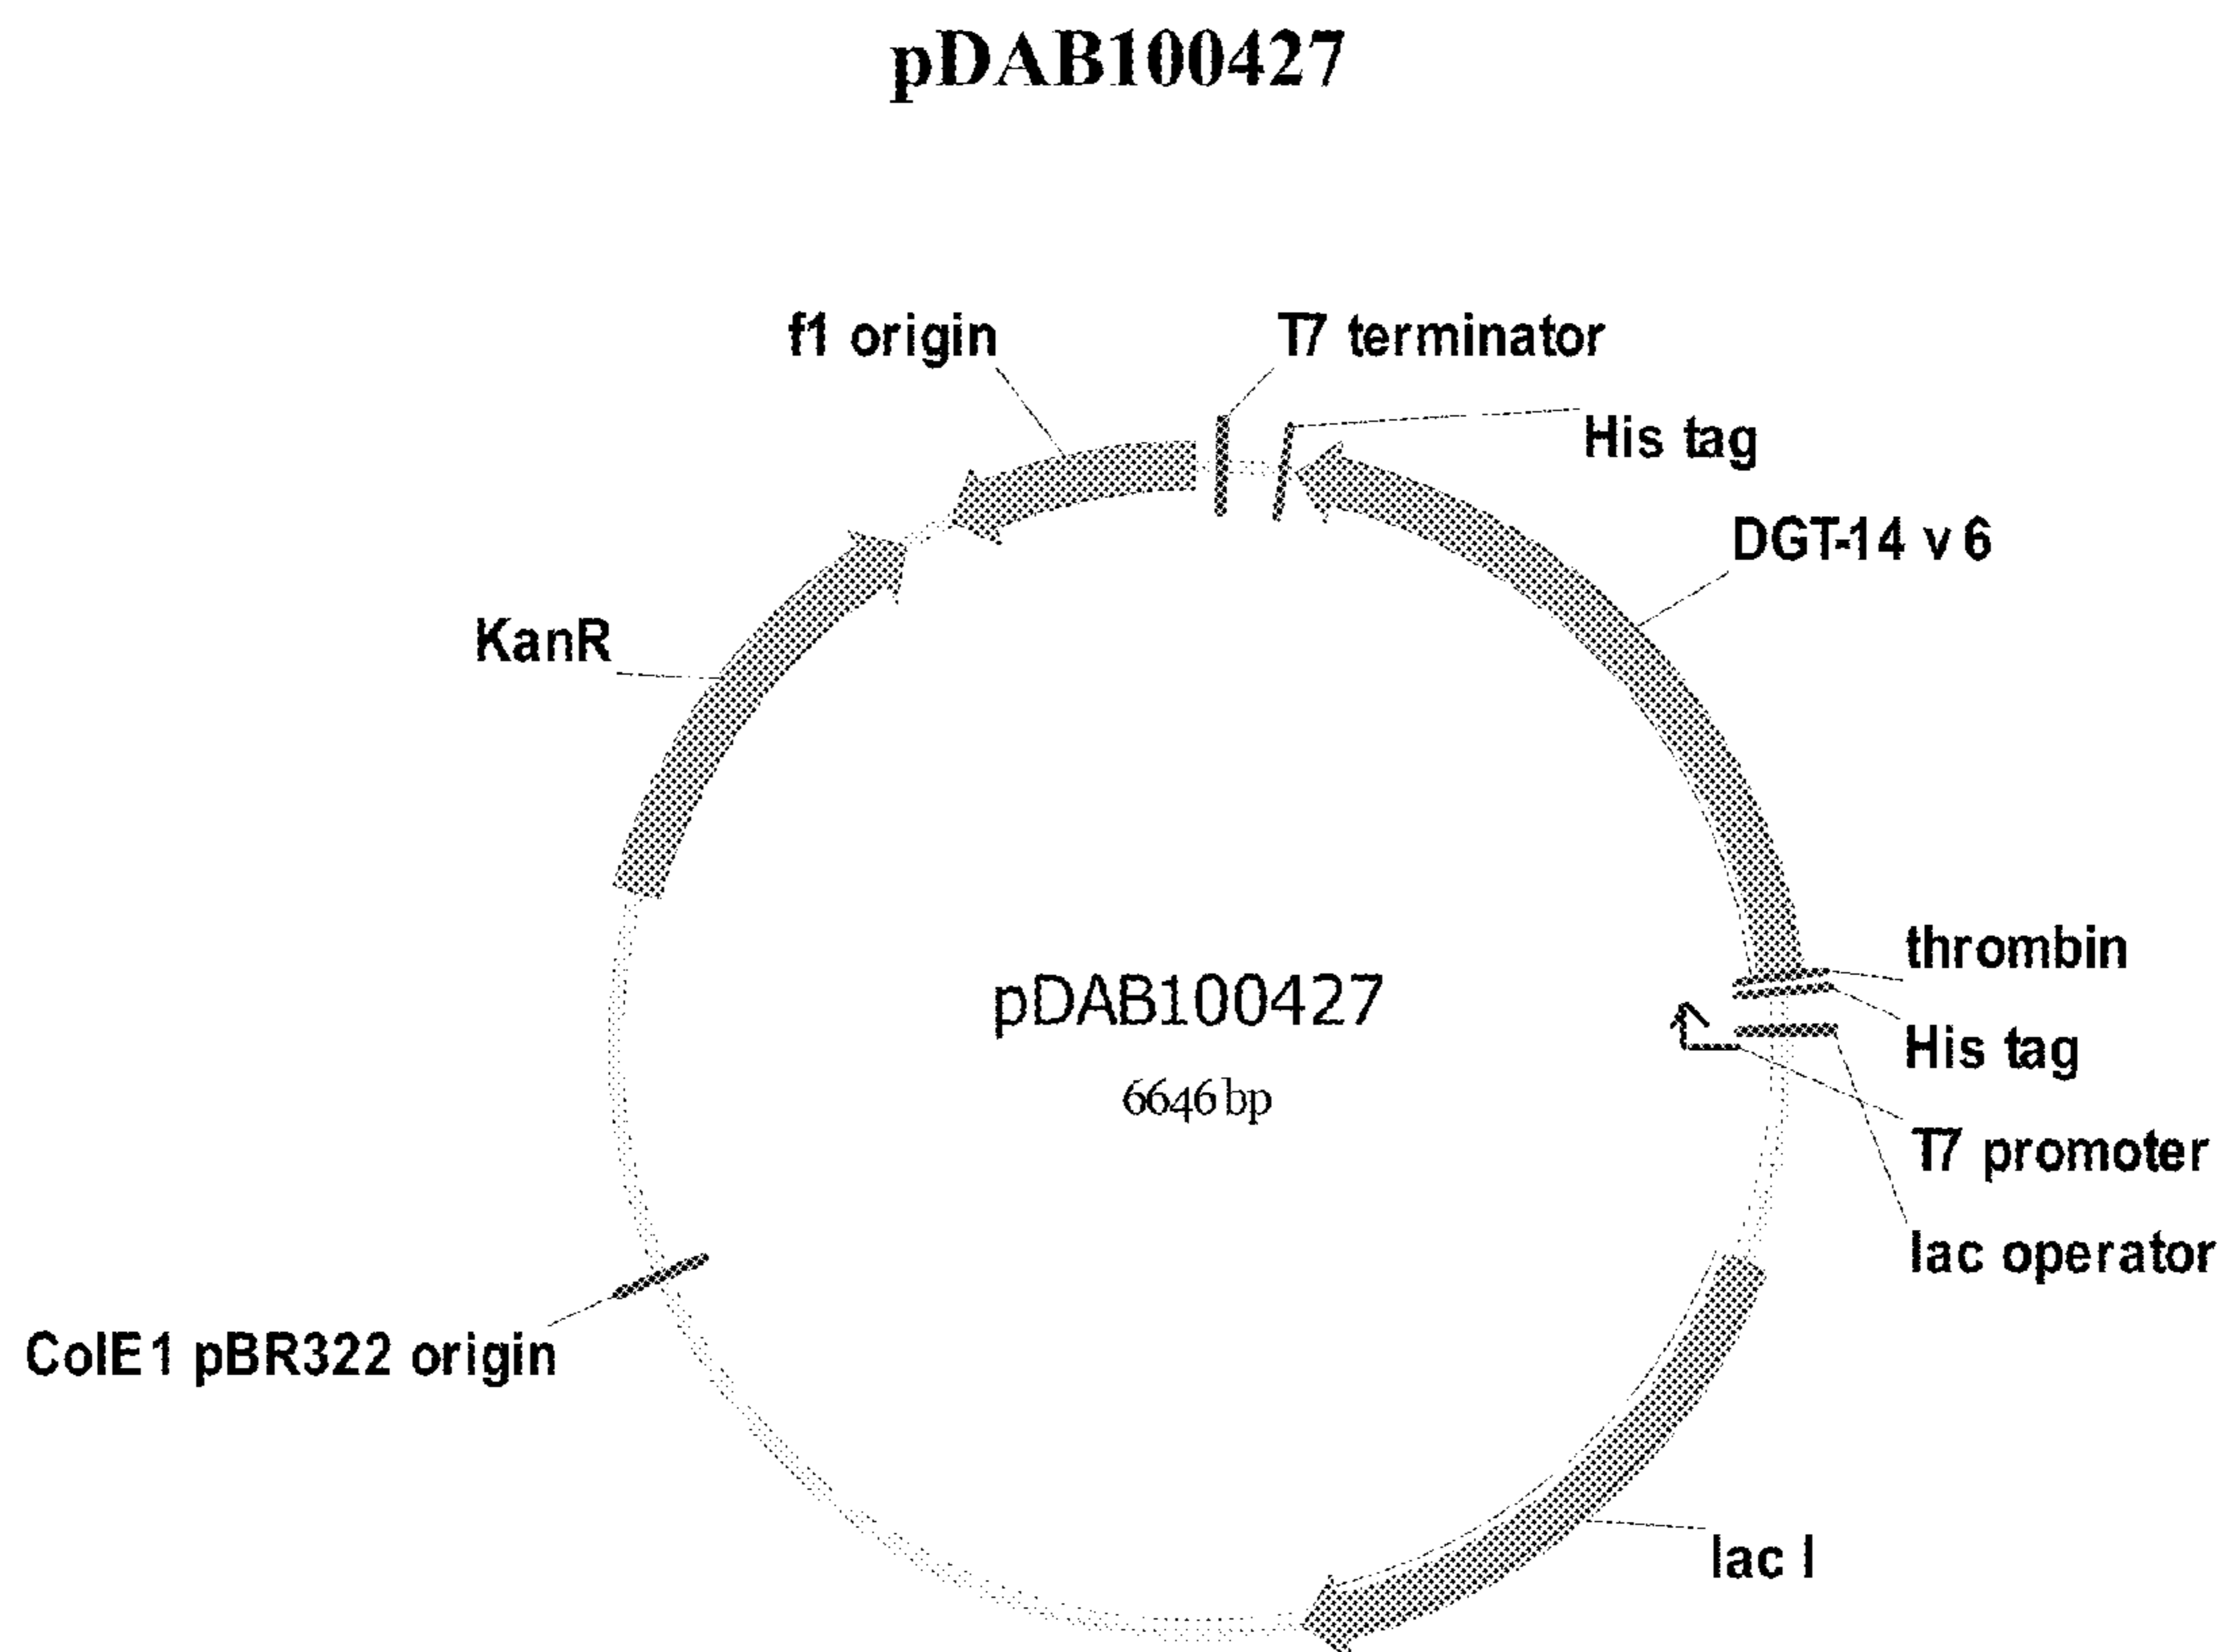 pDAB100427
f1 origin
T7 terminator
His tag
DGT-14 v 6
KanR
thrombin
pDAB100427
His tag
6646 bp
T7 promoter
lac operator
ColE1 pBR322 origin
lac I